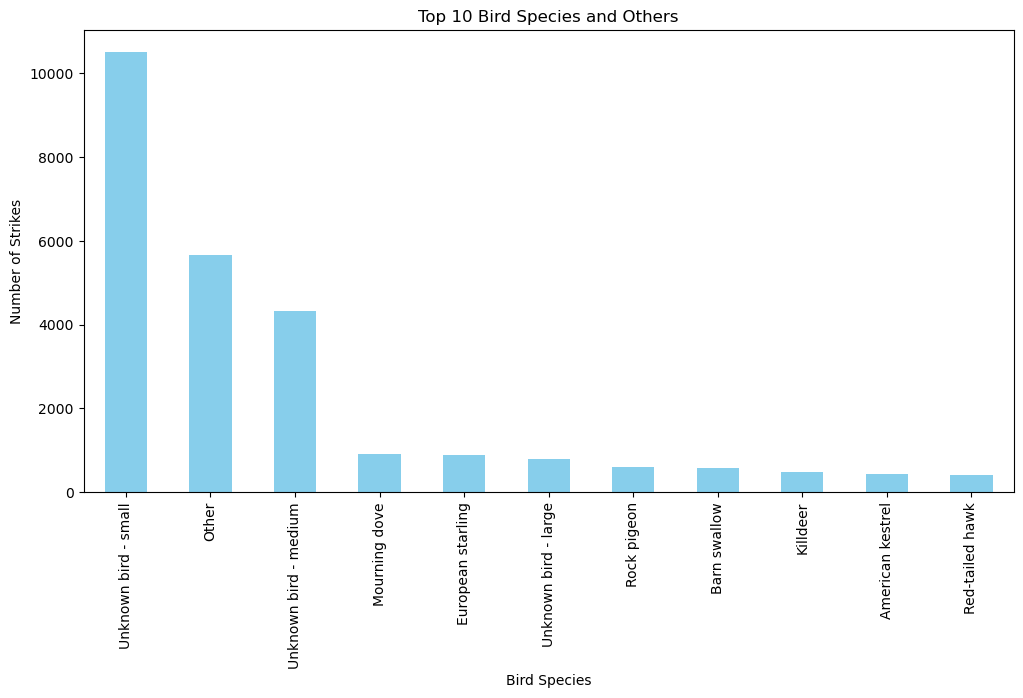 Top 10 Bird Species and Others
Number of Strikes
10000
8000
6000
4000
2000
0
Unknown bird - small
Other
Unknown bird - medium
Mourning dove
European starling
Unknown bird - large
Rock pigeon
Barn swallow
Killdeer
American kestrel
Red-tailed hawk
Bird Species